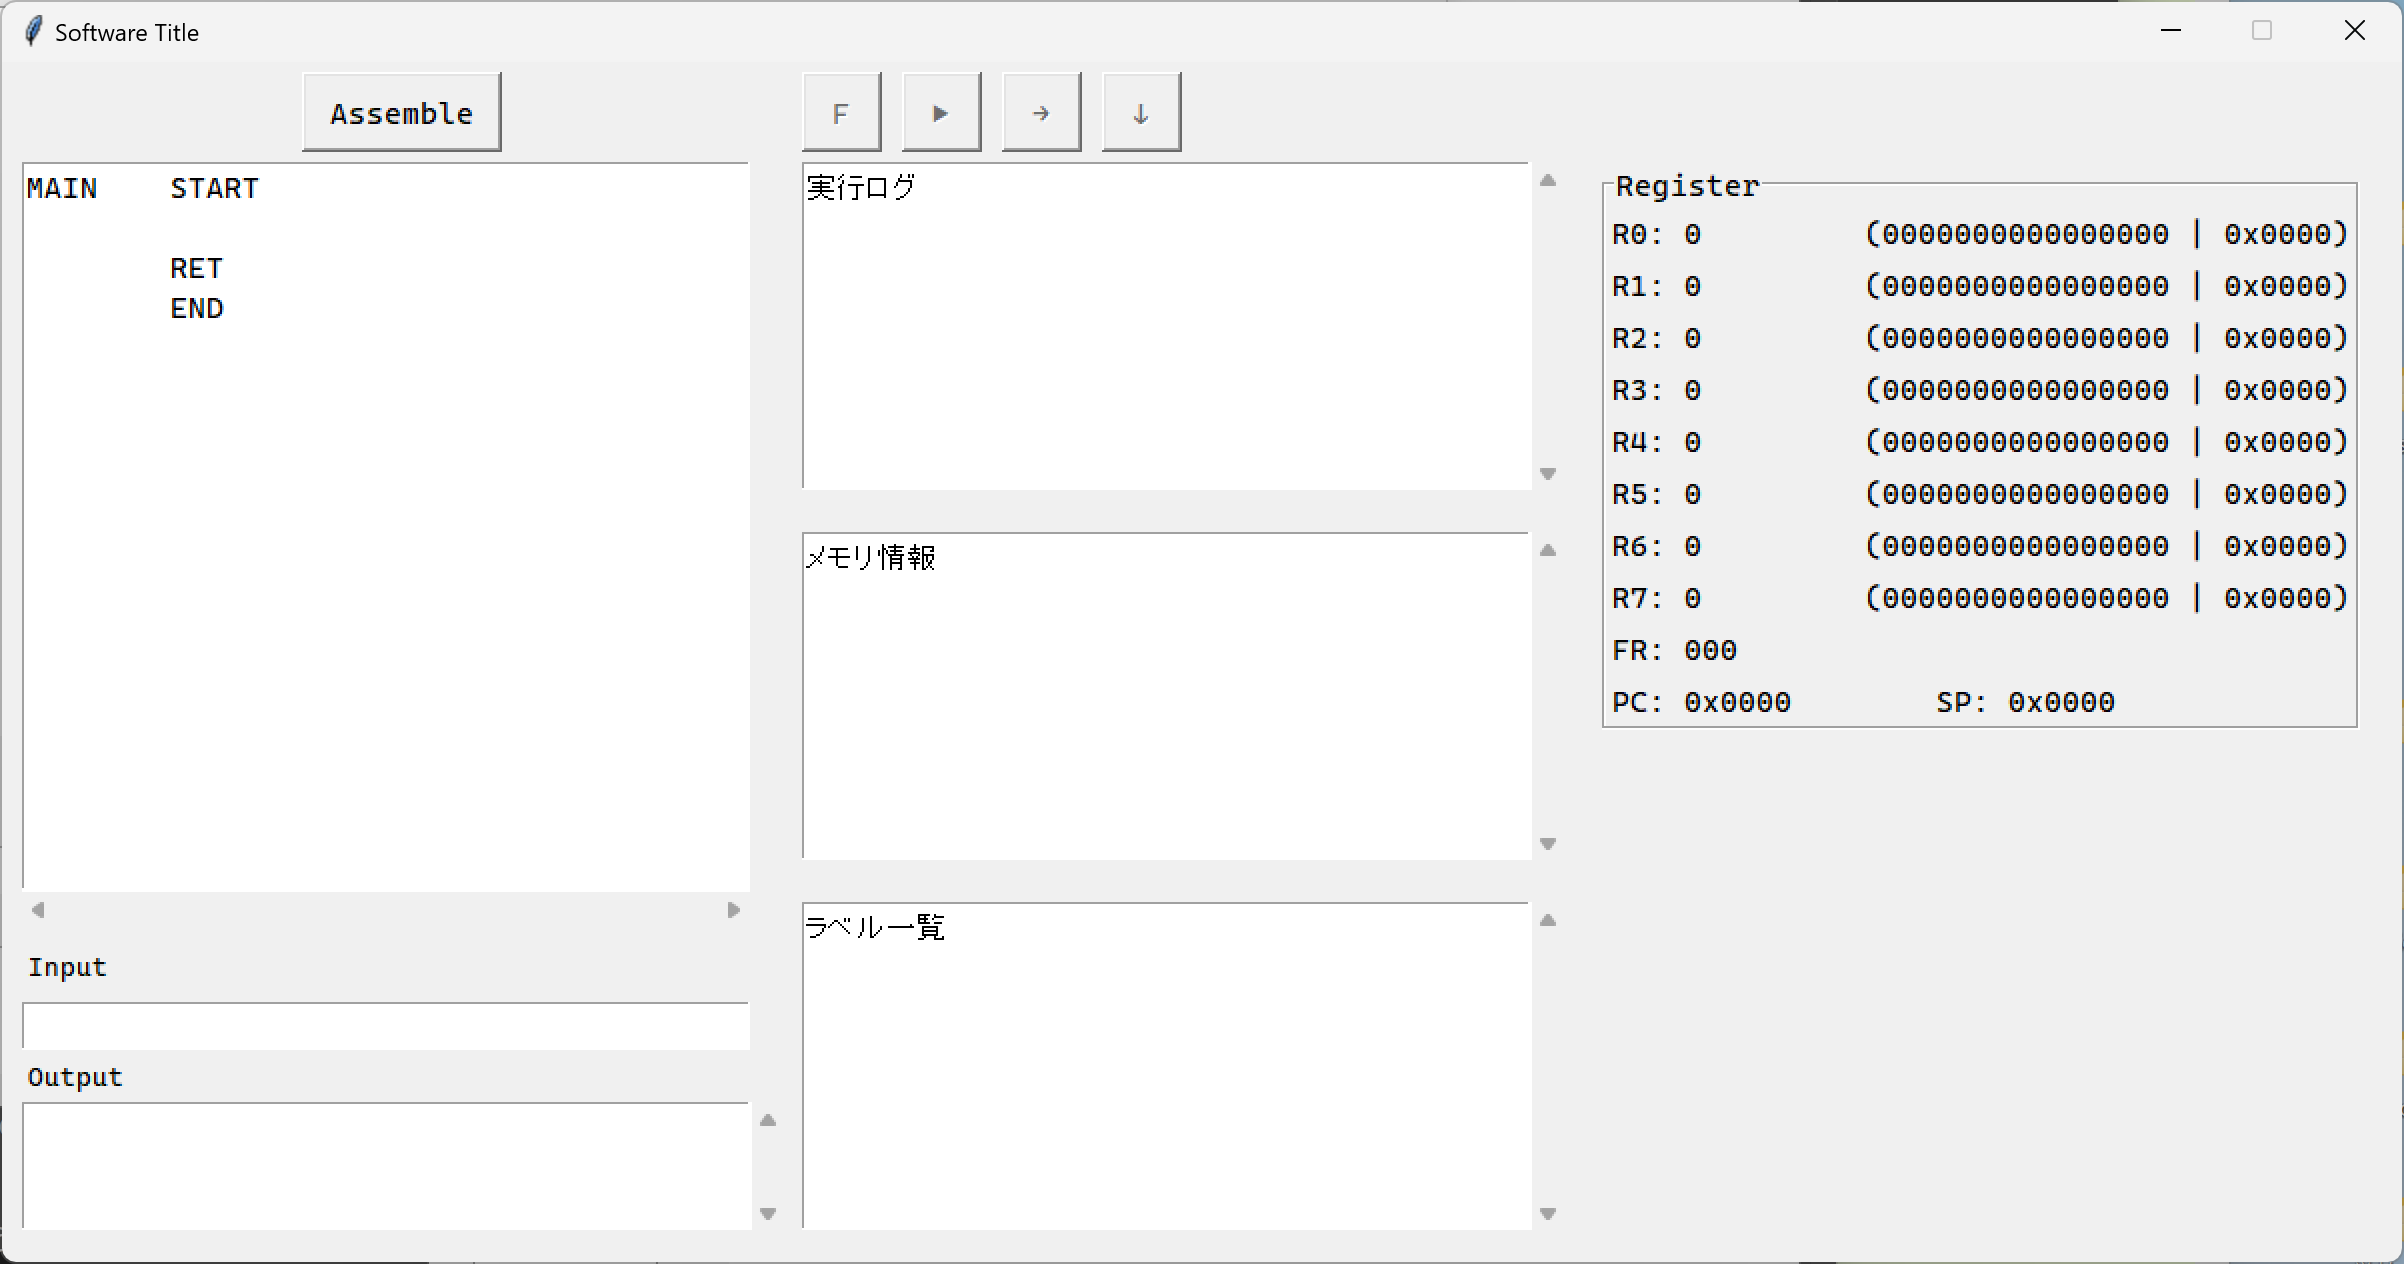 Software Title
Assemble
F ▶ → ↓
MAIN START
RET
END
Input
Output
実行ログ
メモリ情報
ラベル一覧
Register
R0: 0 (0000000000000000 | 0x0000)
R1: 0 (0000000000000000 | 0x0000)
R2: 0 (0000000000000000 | 0x0000)
R3: 0 (0000000000000000 | 0x0000)
R4: 0 (0000000000000000 | 0x0000)
R5: 0 (0000000000000000 | 0x0000)
R6: 0 (0000000000000000 | 0x0000)
R7: 0 (0000000000000000 | 0x0000)
FR: 000
PC: 0x0000 SP: 0x0000